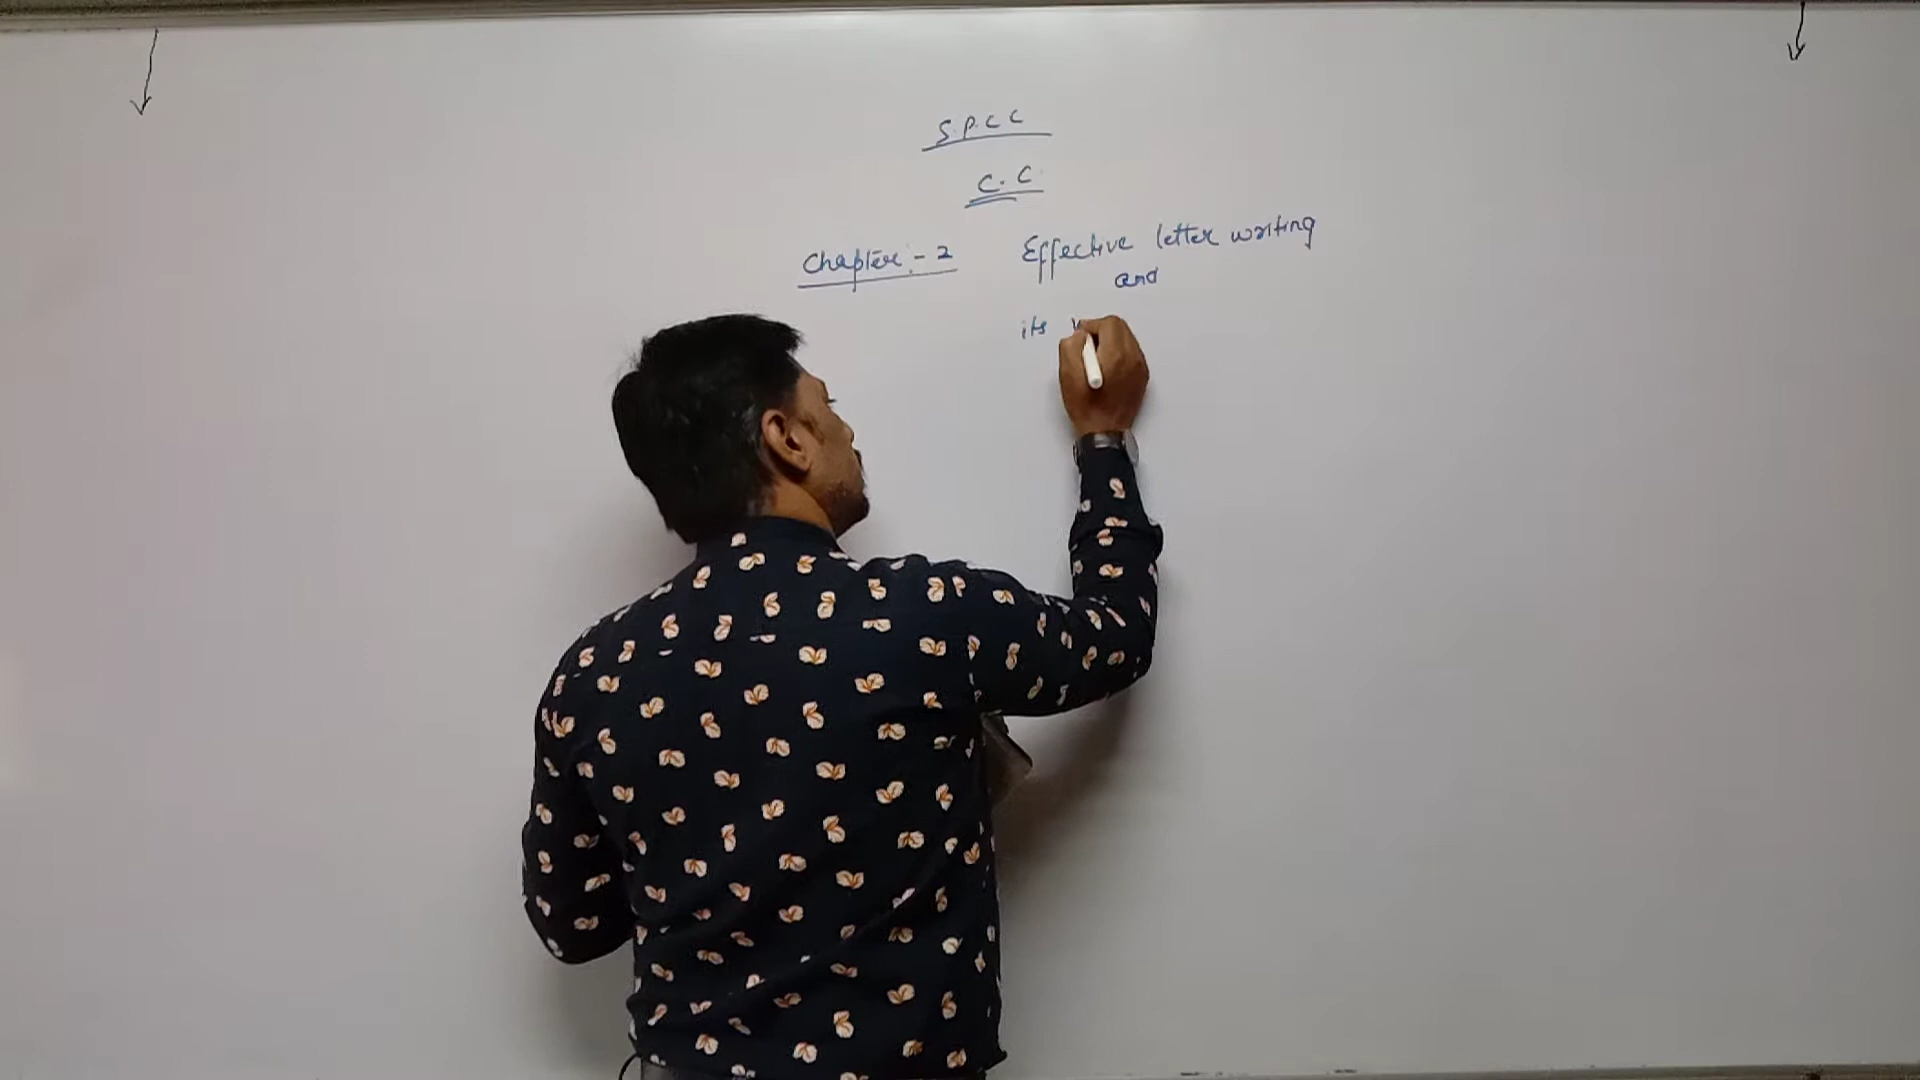 S.P.C.C
C.C.
Chapter:- 2 Effective letter writing
and
its